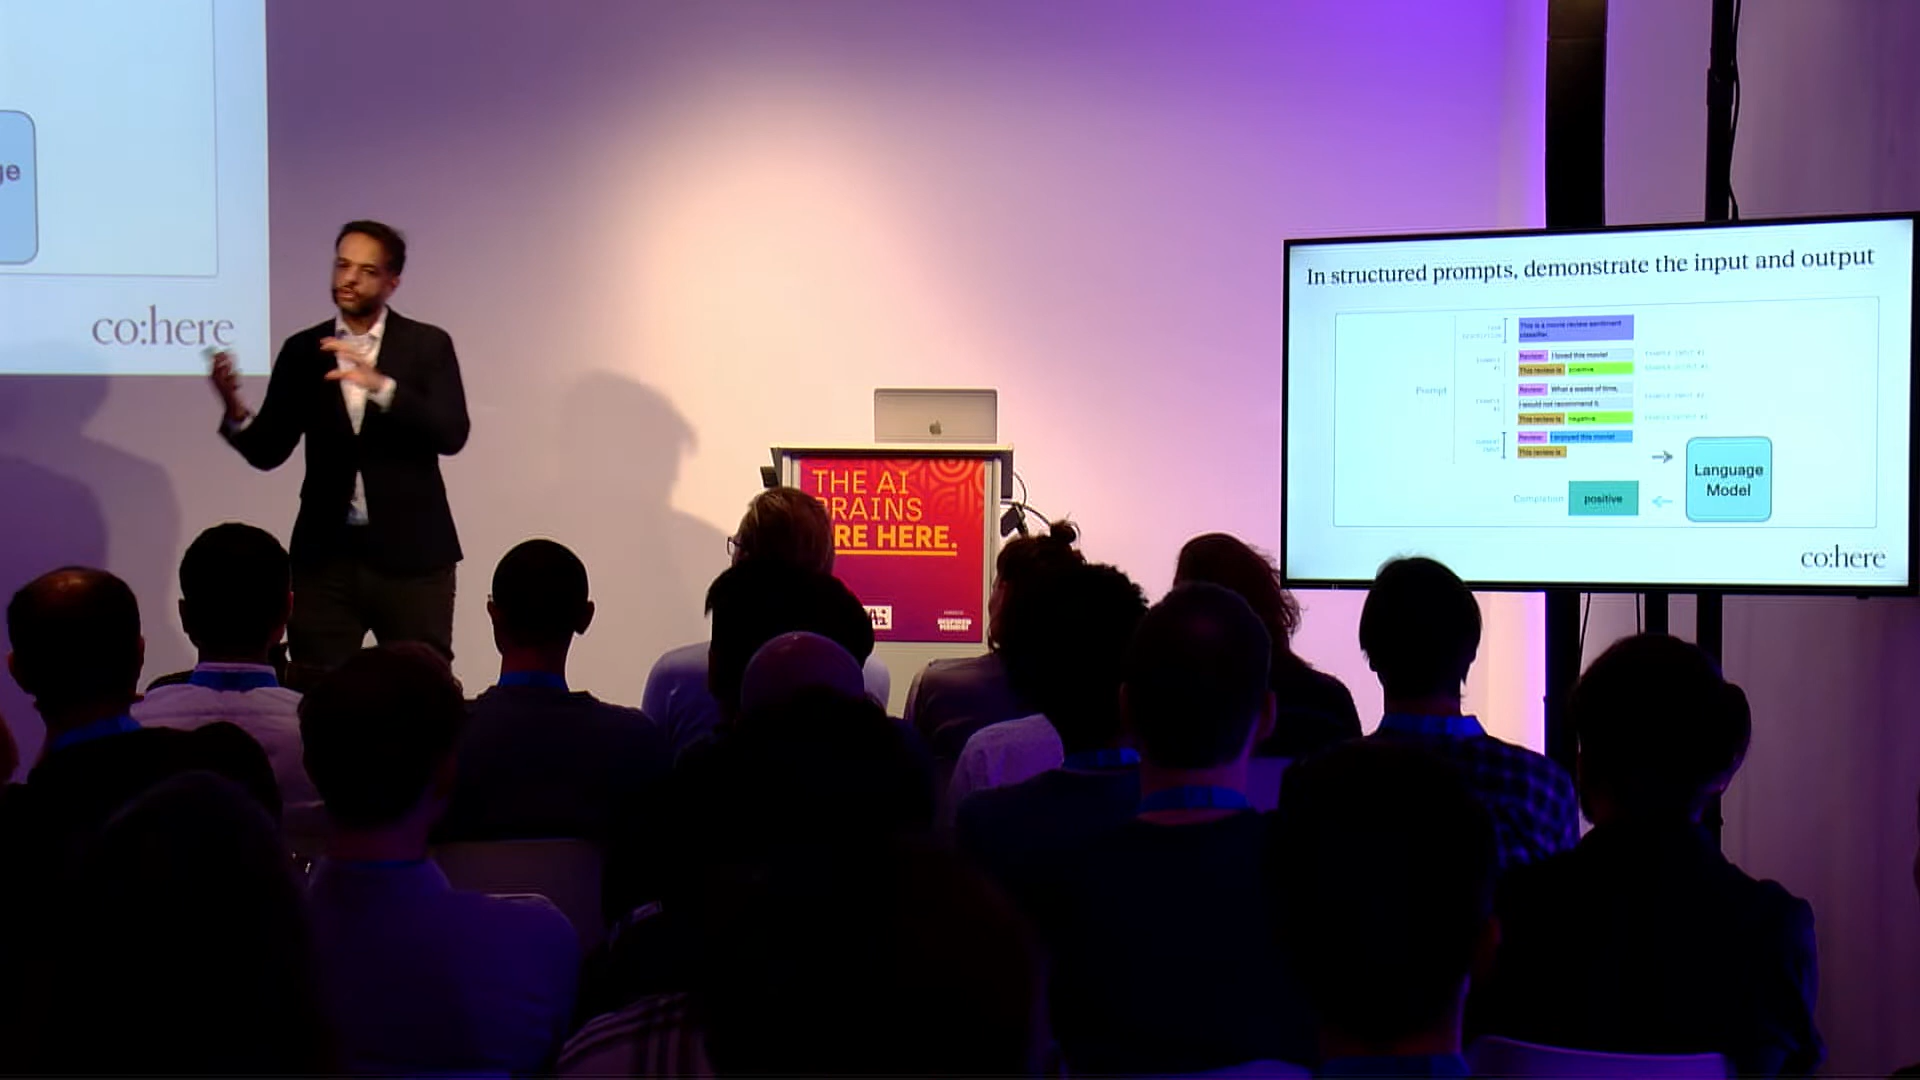 ge
co:here
THE AI
BRAINS
RE HERE.
Ai
INSPIRED
MINDS!
In structured prompts, demonstrate the input and output
This is a movie review sentiment
classifier.
Review: I loved this movie!
This review is positive
Review: What a waste of time,
I would not recommend it.
This review is negative
Review: I enjoyed this movie!
This review is
Prompt
Language
Model
Completion positive
co:here